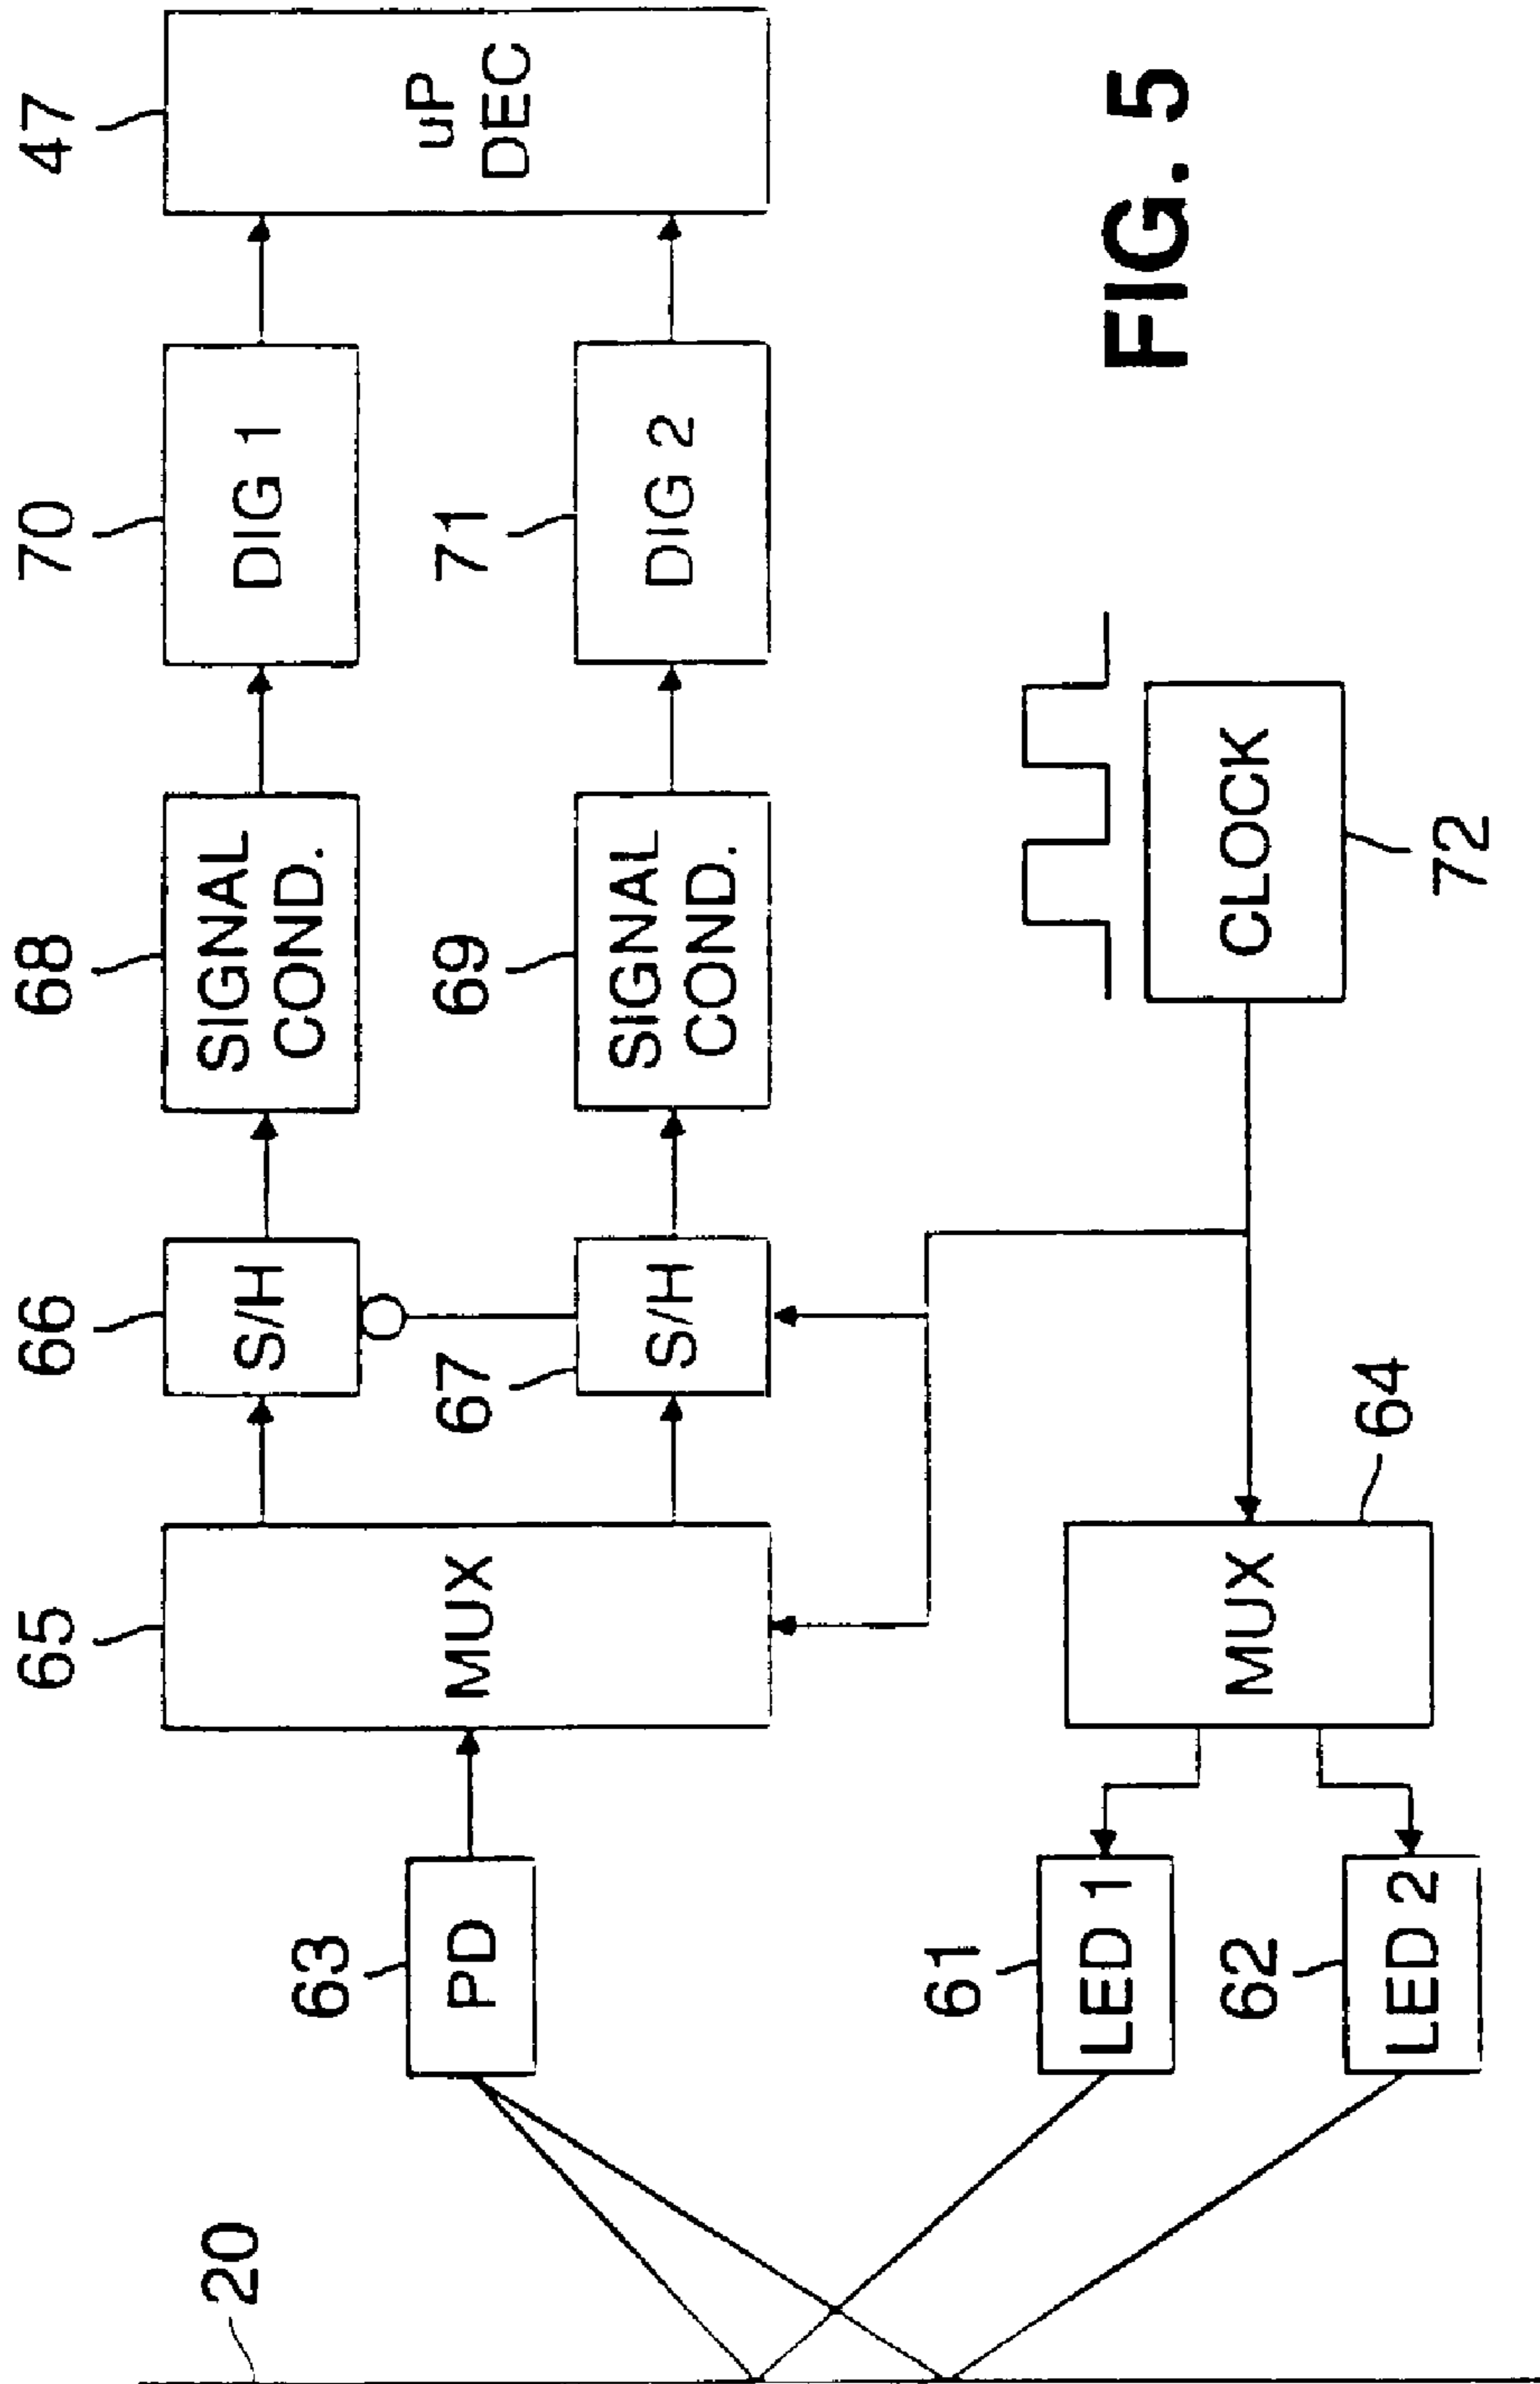 20
63
PD
65
MUX
66
S/H
68
SIGNAL
COND.
70
DIG 1
47
uP
DEC
67
S/H
69
SIGNAL
COND.
71
DIG 2
61
LED 1
62
LED 2
MUX
64
CLOCK
72
FIG. 5